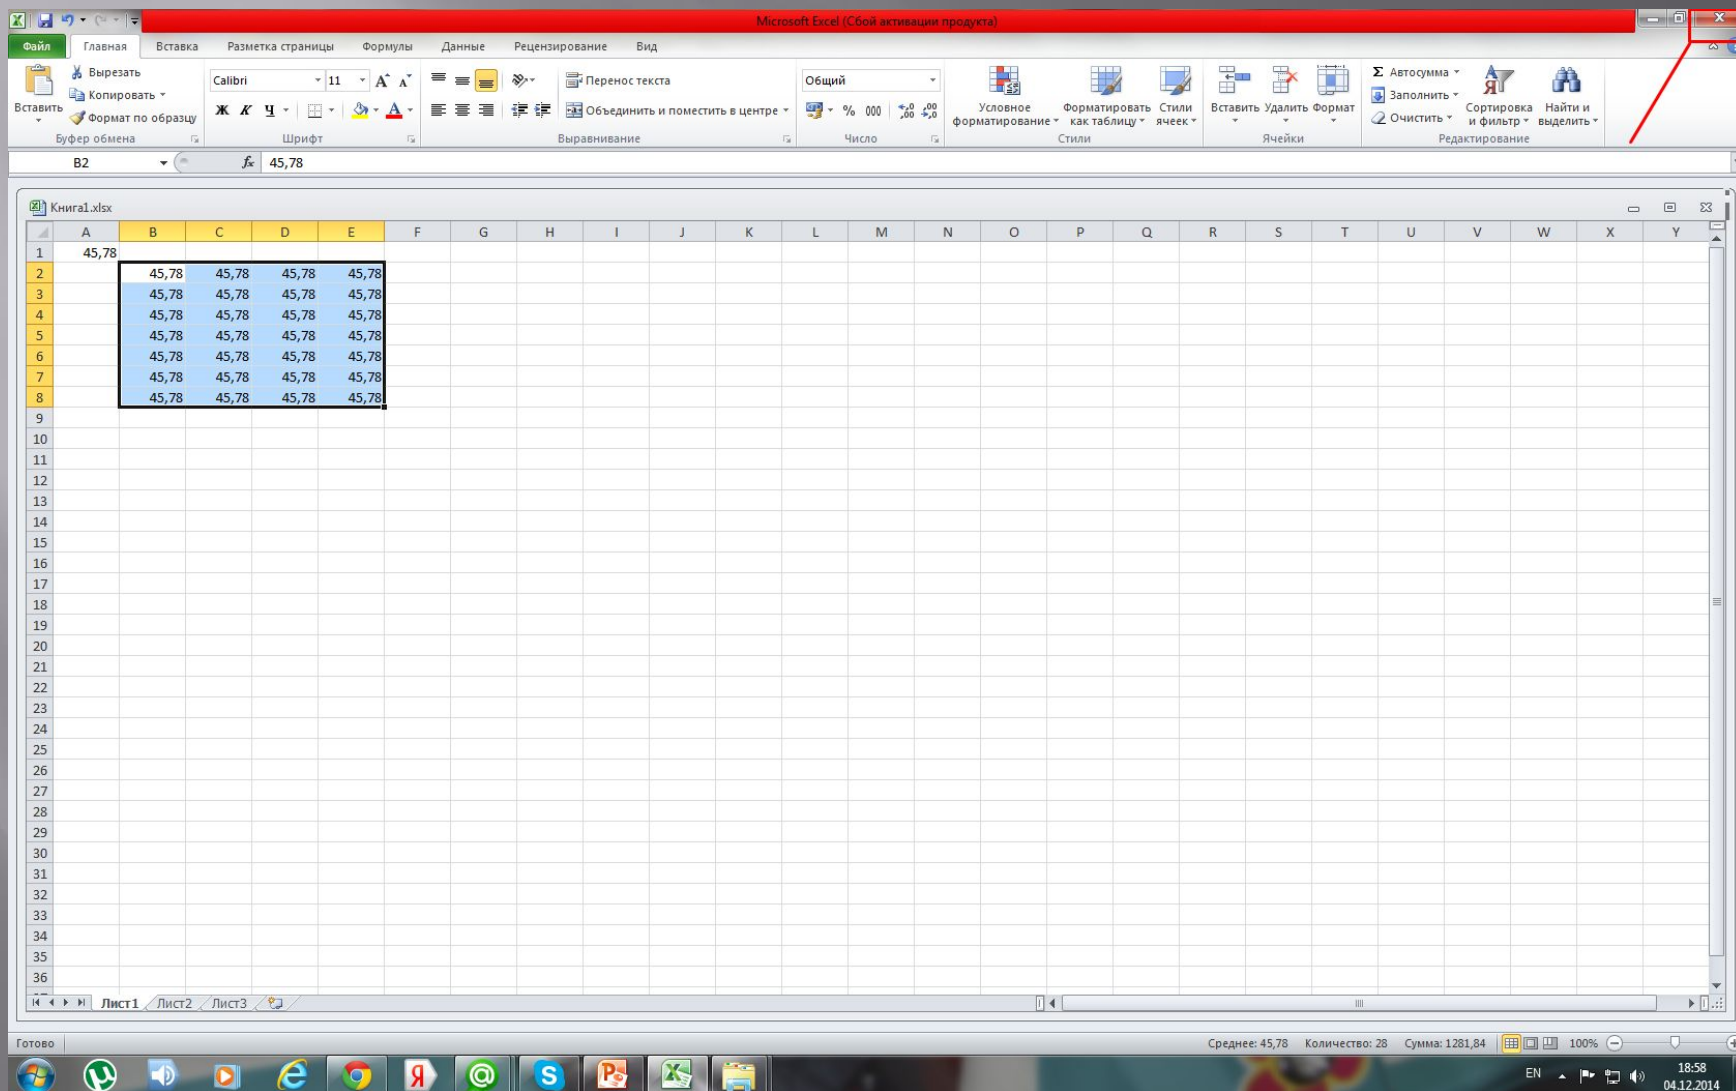 Microsoft Excel (Сбой активации продукта)
Файл Главная Вставка Разметка страницы Формулы Данные Рецензирование Вид
Вставить Вырезать Копировать Формат по образцу
Буфер обмена
Calibri 11
Ж К Ч
Шрифт
Перенос текста
Объединить и поместить в центре
Выравнивание
Общий
% 000
Число
Условное форматирование Форматировать как таблицу Стили ячеек
Стили
Вставить Удалить Формат
Ячейки
Σ Автосумма
Заполнить
Очистить
Сортировка и фильтр Найти и выделить
Редактирование
B2 fx 45,78
Книга1.xlsx
A B C D E F G H I J K L M N O P Q R S T U V W X Y
1 45,78
2 45,78 45,78 45,78 45,78
3 45,78 45,78 45,78 45,78
4 45,78 45,78 45,78 45,78
5 45,78 45,78 45,78 45,78
6 45,78 45,78 45,78 45,78
7 45,78 45,78 45,78 45,78
8 45,78 45,78 45,78 45,78
9
10
11
12
13
14
15
16
17
18
19
20
21
22
23
24
25
26
27
28
29
30
31
32
33
34
35
36
Лист1 Лист2 Лист3
Готово Среднее: 45,78 Количество: 28 Сумма: 1281,84 100%
EN 18:58
04.12.2014